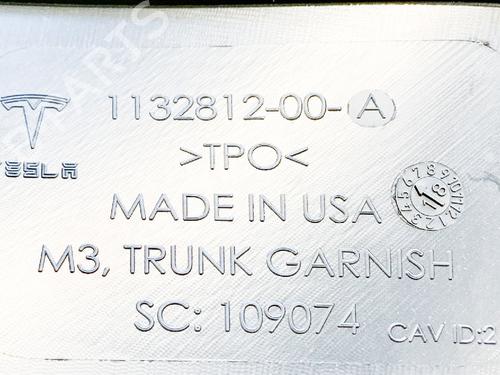 1132812-00-A
>TPO<
TESLA
MADE IN USA
M3, TRUNK GARNISH
SC: 109074
CAV ID:2